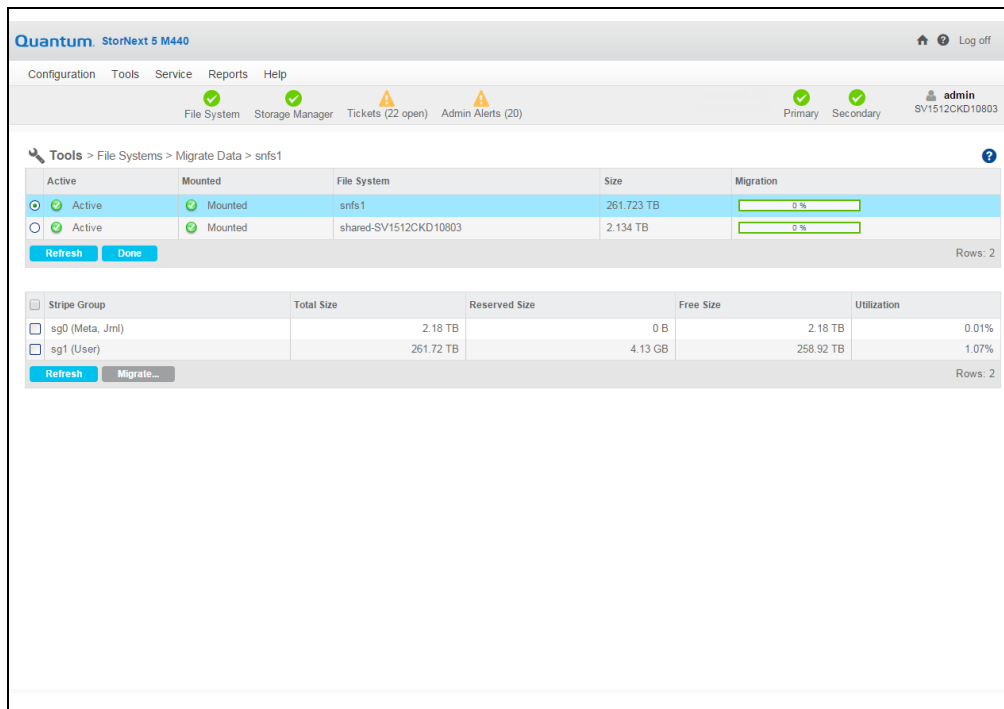 Quantum. StorNext 5 M440
Log off
Configuration Tools Service Reports Help
File System Storage Manager Tickets (22 open) Admin Alerts (20) Primary Secondary
admin
SV1512CKD10803
Tools > File Systems > Migrate Data > snfs1
Active Mounted File System Size Migration
Active Mounted snfs1 261.723 TB 0 %
Active Mounted shared-SV1512CKD10803 2.134 TB 0 %
Refresh Done Rows: 2
Stripe Group Total Size Reserved Size Free Size Utilization
sg0 (Meta, Jrnl) 2.18 TB 0 B 2.18 TB 0.01%
sg1 (User) 261.72 TB 4.13 GB 258.92 TB 1.07%
Refresh Migrate... Rows: 2